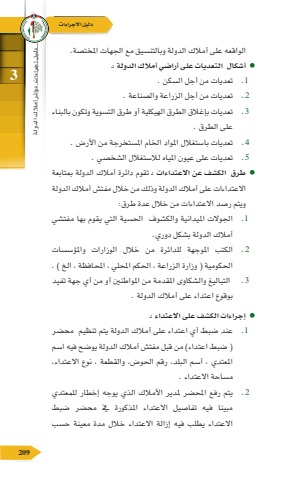 دليل الاجراءات
دليل إجراءات دوائر أملاك الدولة
3
الواقعه على أملاك الدولة وبالتنسيق مع الجهات المختصة.
● أشكال التعديات على أراضي أملاك الدولة :.
1. تعديات من أجل السكن .
2. تعديات من أجل الزراعة والصناعة .
3. تعديات بإغلاق الطرق الهيكلية أو طرق التسوية وتكون بالبناء
على الطرق .
4. تعديات باستغلال المواد الخام المستخرجة من الأرض .
5. تعديات على عيون المياه للاستغلال الشخصي .
● طرق الكشف عن الاعتداءات : تقوم دائرة أملاك الدولة بمتابعة
الاعتداءات على أملاك الدولة وذلك من خلال مفتش أملاك الدولة
ويتم رصد الاعتداءات من خلال عدة طرق:
1. الجولات الميدانية والكشوف الحسية التي يقوم بها مفتشي
أملاك الدولة بشكل دوري.
2. الكتب الموجهة للدائرة من خلال الوزارات والمؤسسات
الحكومية ( وزارة الزراعة ، الحكم المحلي ، المحافظة ، الخ ) .
3. التباليغ والشكاوى المقدمة من المواطنين أو من أي جهة تفيد
بوقوع اعتداء على أملاك الدولة .
● إجراءات الكشف على الاعتداء :.
1. عند ضبط أي اعتداء على أملاك الدولة يتم تنظيم محضر
( ضبط اعتداء) من قبل مفتش أملاك الدولة يوضح فيه اسم
المعتدي ، أسم البلد، رقم الحوض، والقطعة ، نوع الاعتداء،
مساحة الاعتداء .
2. يتم رفع المحضر لمدير الأملاك الذي يوجه إخطار للمعتدي
مبينا فيه تفاصيل الاعتداء المذكورة في محضر ضبط
الاعتداء يطلب فيه إزالة الاعتداء خلال مدة معينة حسب
209